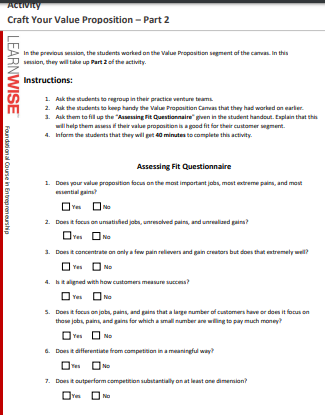 Activity
Craft Your Value Proposition – Part 2
LEARNWISE
Foundational Course in Entrepreneurship
In the previous session, the students worked on the Value Proposition segment of the canvas. In this
session, they will take up Part 2 of the activity.
Instructions:
1. Ask the students to regroup in their practice venture teams.
2. Ask the students to keep handy the Value Proposition Canvas that they had worked on earlier.
3. Ask them to fill up the "Assessing Fit Questionnaire" given in the student handout. Explain that this
will help them assess if their value proposition is a good fit for their customer segment.
4. Inform the students that they will get 40 minutes to complete this activity.
Assessing Fit Questionnaire
1. Does your value proposition focus on the most important jobs, most extreme pains, and most
essential gains?
Yes No
2. Does it focus on unsatisfied jobs, unresolved pains, and unrealized gains?
Yes No
3. Does it concentrate on only a few pain relievers and gain creators but does that extremely well?
Yes No
4. Is it aligned with how customers measure success?
Yes No
5. Does it focus on jobs, pains, and gains that a large number of customers have or does it focus on
those jobs, pains, and gains for which a small number are willing to pay much money?
Yes No
6. Does it differentiate from competition in a meaningful way?
Yes No
7. Does it outperform competition substantially on at least one dimension?
Yes No